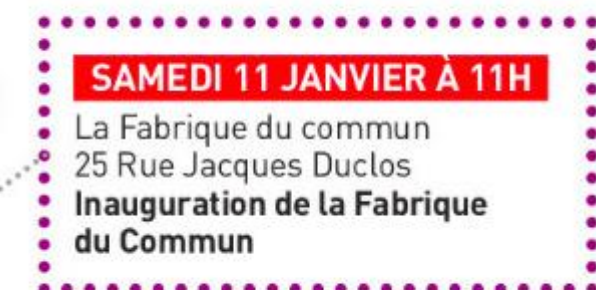 SAMEDI 11 JANVIER À 11H
La Fabrique du commun
25 Rue Jacques Duclos
Inauguration de la Fabrique
du Commun